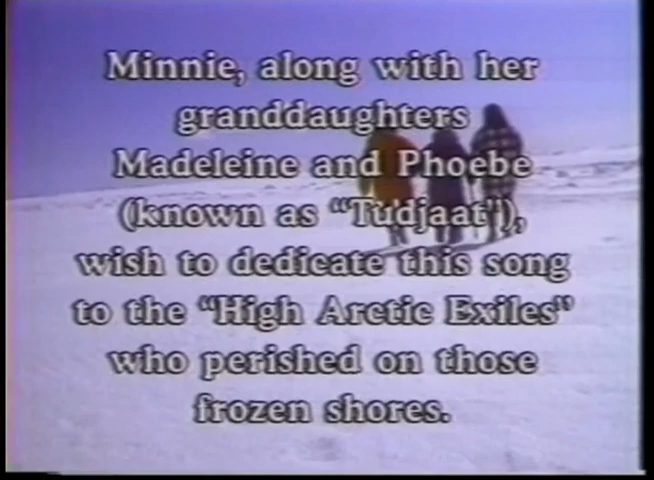 Minnie, along with her
granddaughters
Madeleine and Phoebe
(known as “Tudjaat”),
wish to dedicate this song
to the “High Arctic Exiles”
who perished on those
frozen shores.